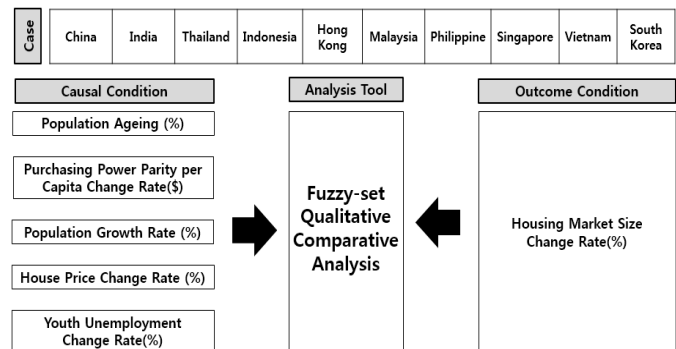 Case
China
India
Thailand
Indonesia
Hong
Kong
Malaysia
Philippine
Singapore
Vietnam
South
Korea
Causal Condition
Population Ageing (%)
Purchasing Power Parity per
Capita Change Rate($)
Population Growth Rate (%)
House Price Change Rate (%)
Youth Unemployment
Change Rate(%)
Analysis Tool
Fuzzy-set
Qualitative
Comparative
Analysis
Outcome Condition
Housing Market Size
Change Rate(%)